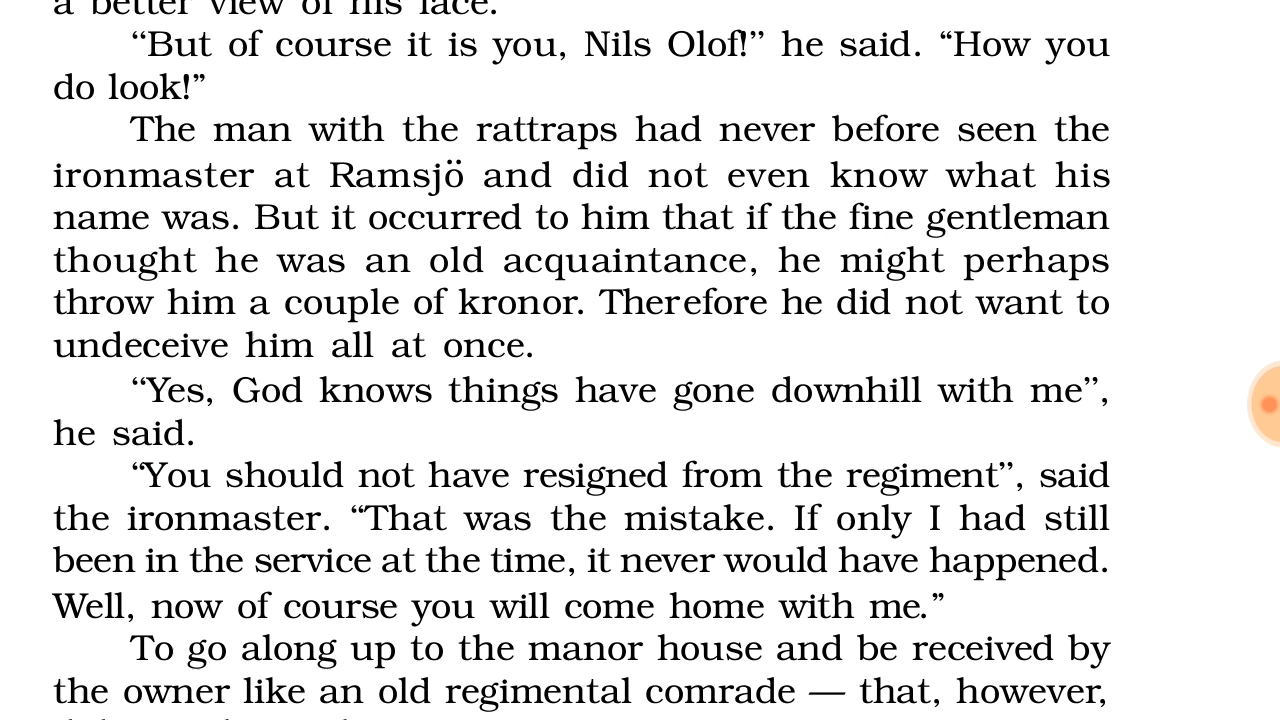 a better view of his face.
“But of course it is you, Nils Olof!” he said. “How you
do look!”
The man with the rattraps had never before seen the
ironmaster at Ramsjö and did not even know what his
name was. But it occurred to him that if the fine gentleman
thought he was an old acquaintance, he might perhaps
throw him a couple of kronor. Therefore he did not want to
undeceive him all at once.
“Yes, God knows things have gone downhill with me”,
he said.
“You should not have resigned from the regiment”, said
the ironmaster. “That was the mistake. If only I had still
been in the service at the time, it never would have happened.
Well, now of course you will come home with me.”
To go along up to the manor house and be received by
the owner like an old regimental comrade — that, however,